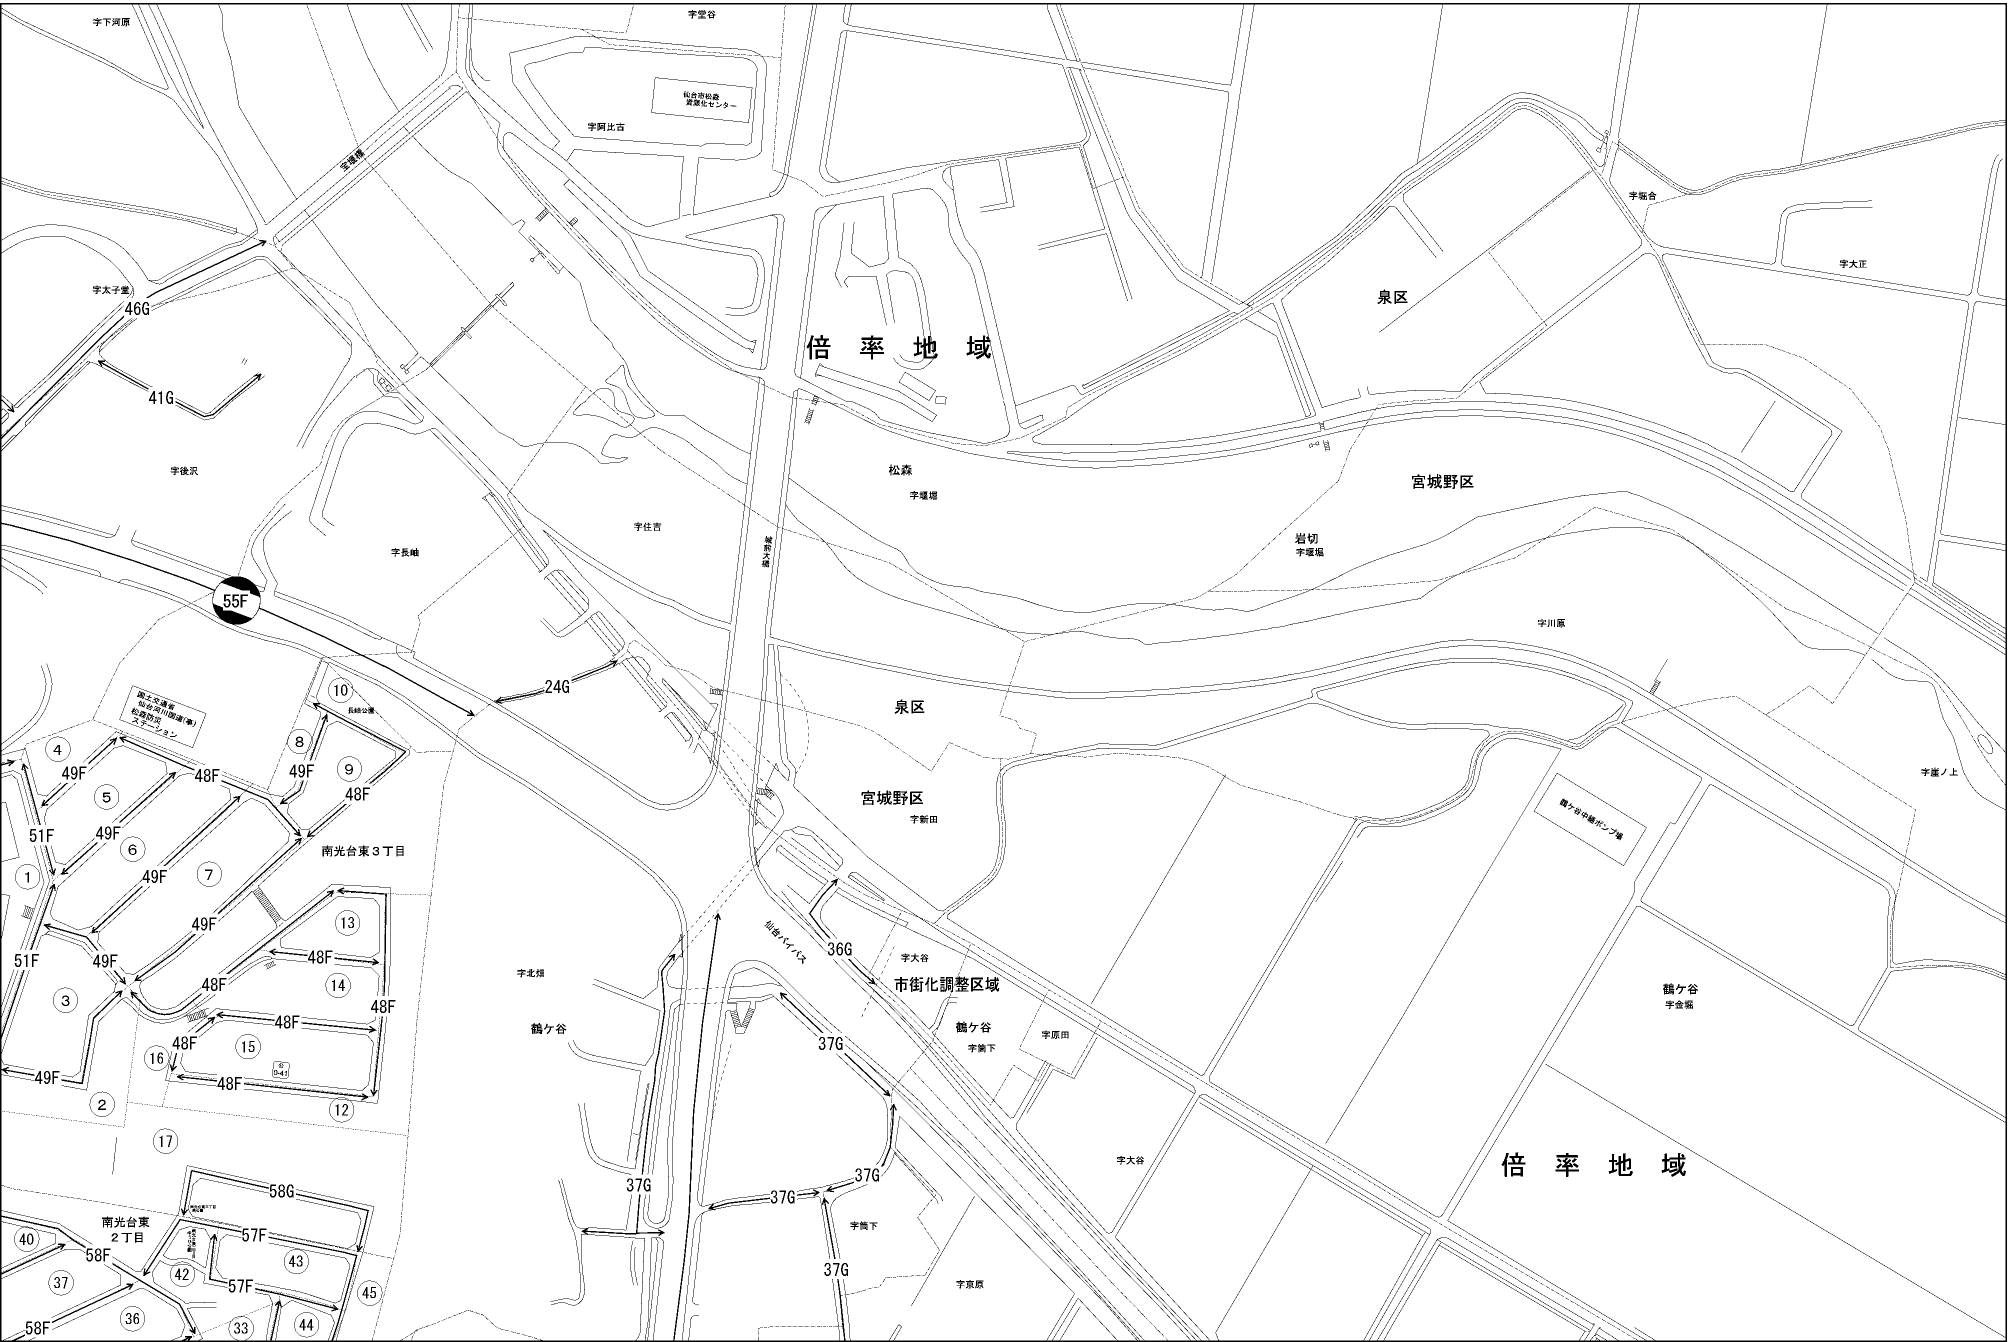 字下河原
字堂谷
仙台市松森
資源化センター
字阿比古
宝堰橋
字堀合
字大正
字太子堂
46G
泉区
倍率地域
41G
字後沢
松森
字堰堀
宮城野区
字住吉
城前大橋
岩切
字堰堀
字長岫
55F
字川原
24G
10
長岫公園
泉区
国土交通省
仙台河川国道(事)
松森防災
ステーション
4
8
49F
49F
9
48F
48F
字崖ノ上
5
宮城野区
字新田
鶴ケ谷中継ポンプ場
51F
49F
6
南光台東3丁目
1
49F
7
13
49F
仙台バイパス
36G
51F
49F
48F
48F
字大谷
字北畑
14
市街化調整区域
鶴ケ谷
字金堀
3
48F
48F
鶴ケ谷
鶴ケ谷
字筒下
字原田
16
48F
15
37G
公
D-41
49F
48F
2
12
17
字大谷
倍率地域
58G
37G
37G
37G
南光台東
2丁目
字筒下
40
58F
57F
43
37G
字京原
37
42
57F
45
36
58F
33
44